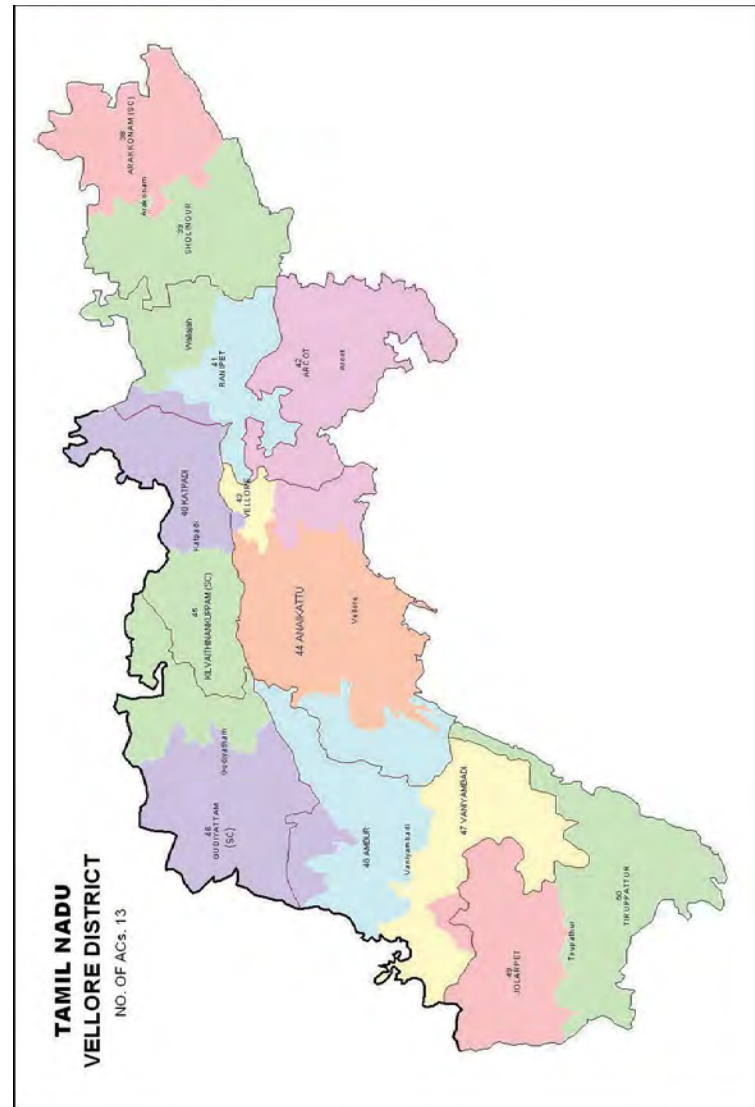 TAMIL NADU
VELLORE DISTRICT
NO. OF ACs. 13
38
ARAKKONAM (SC)
Arakonam
39
SHOLINGUR
Wallajah
41
RANIPET
42
ARCOT
Arcot
40 KATPADI
Katpadi
43
VELLORE
45
KILVAITHINANKUPPAM (SC)
44 ANAIKATTU
Vellore
Gudiyatham
46
GUDIYATTAM
(SC)
48 AMBUR
Vaniyambadi
47 VANIYAMBADI
49
JOLARPET
Tirupathur
50
TIRUPPATTUR